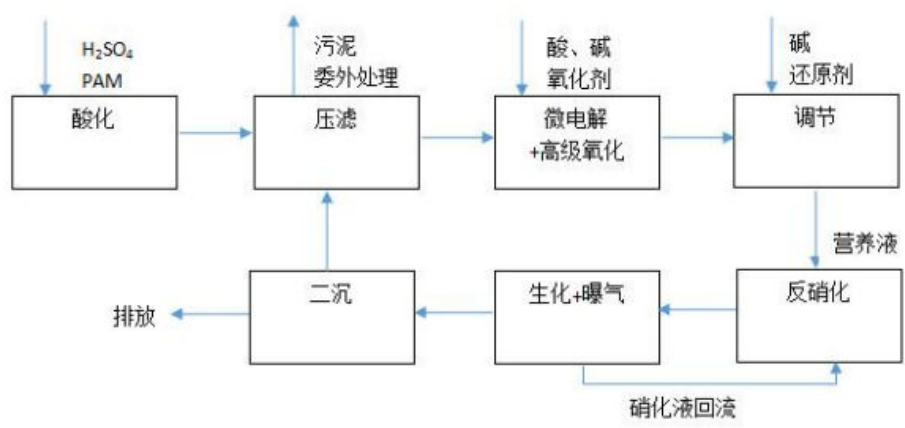 H₂SO₄
PAM
污泥
委外处理
酸、碱
氧化剂
碱
还原剂
酸化
压滤
微电解
+高级氧化
调节
营养液
二沉
生化+曝气
反硝化
排放
硝化液回流